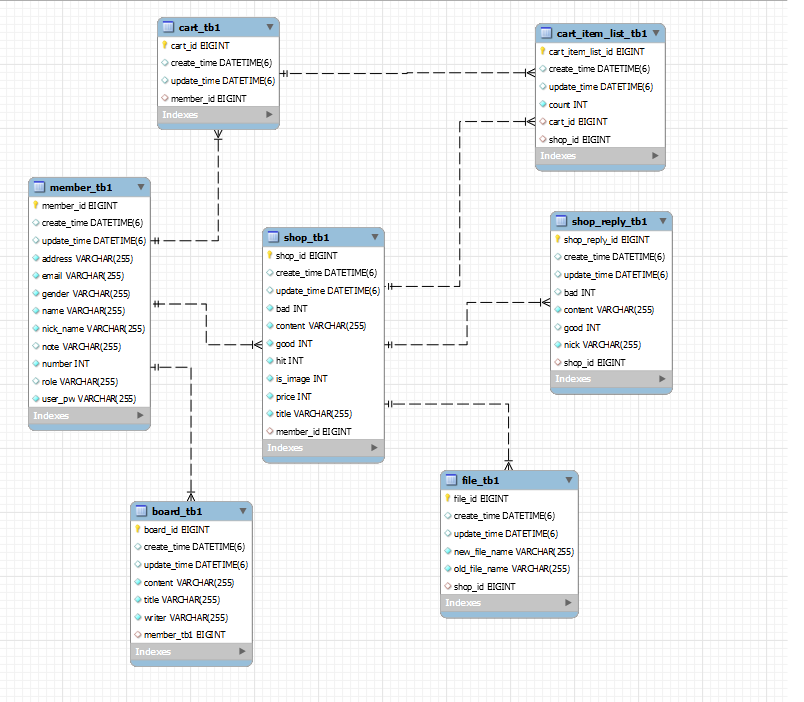 cart_tb1
cart_id BIGINT
create_time DATETIME(6)
update_time DATETIME(6)
member_id BIGINT
Indexes
cart_item_list_tb1
cart_item_list_id BIGINT
create_time DATETIME(6)
update_time DATETIME(6)
count INT
cart_id BIGINT
shop_id BIGINT
Indexes
member_tb1
member_id BIGINT
create_time DATETIME(6)
update_time DATETIME(6)
address VARCHAR(255)
email VARCHAR(255)
gender VARCHAR(255)
name VARCHAR(255)
nick_name VARCHAR(255)
note VARCHAR(255)
number INT
role VARCHAR(255)
user_pw VARCHAR(255)
Indexes
shop_tb1
shop_id BIGINT
create_time DATETIME(6)
update_time DATETIME(6)
bad INT
content VARCHAR(255)
good INT
hit INT
is_image INT
price INT
title VARCHAR(255)
member_id BIGINT
Indexes
shop_reply_tb1
shop_reply_id BIGINT
create_time DATETIME(6)
update_time DATETIME(6)
bad INT
content VARCHAR(255)
good INT
nick VARCHAR(255)
shop_id BIGINT
Indexes
board_tb1
board_id BIGINT
create_time DATETIME(6)
update_time DATETIME(6)
content VARCHAR(255)
title VARCHAR(255)
writer VARCHAR(255)
member_tb1 BIGINT
Indexes
file_tb1
file_id BIGINT
create_time DATETIME(6)
update_time DATETIME(6)
new_file_name VARCHAR(255)
old_file_name VARCHAR(255)
shop_id BIGINT
Indexes